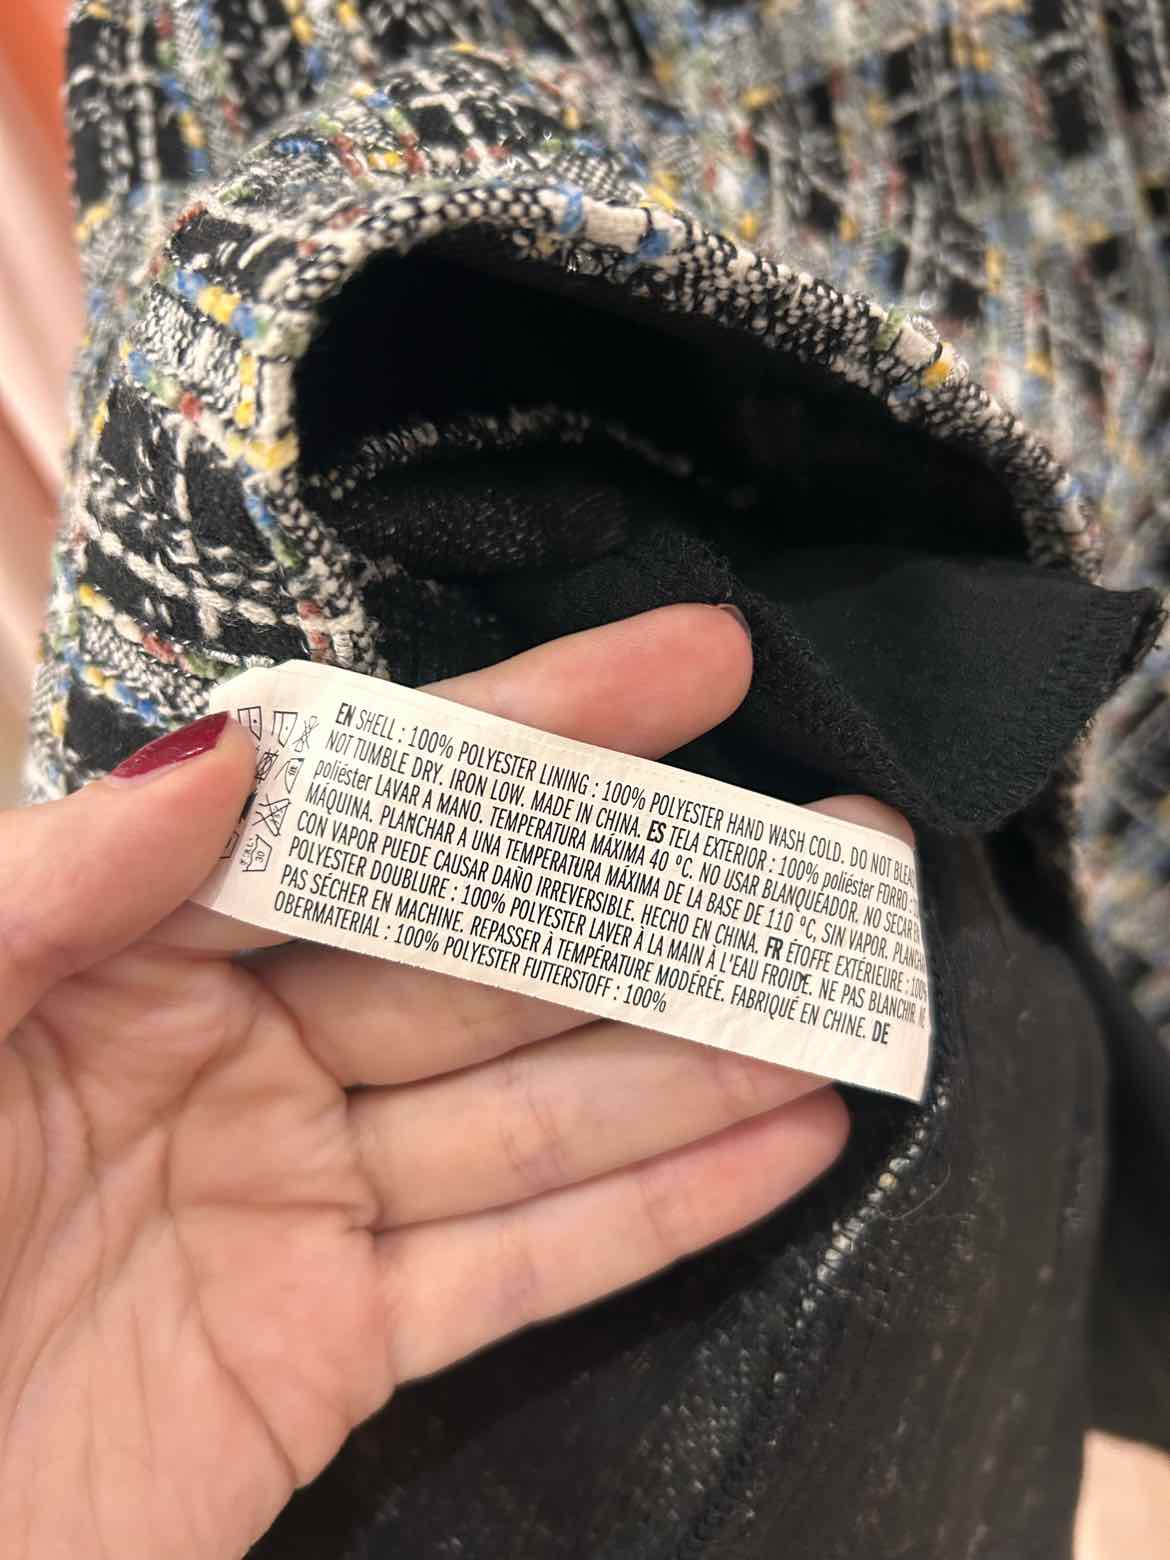 EN SHELL : 100% POLYESTER LINING : 100% POLYESTER HAND WASH COLD. DO NOT
NOT TUMBLE DRY. IRON LOW. MADE IN CHINA. ES TELA EXTERIOR : 100% poliéster FORRO :
poliéster LAVAR A MANO. TEMPERATURA MÁXIMA 40 ºC. NO USAR BLANQUEADOR. NO SECAR
MÁQUINA. PLANCHAR A UNA TEMPERATURA MÁXIMA DE LA BASE DE 110 ºC, SIN VAPOR.
CON VAPOR PUEDE CAUSAR DAÑO IRREVERSIBLE. HECHO EN CHINA. FR ÉTOFFE EXTÉRIEURE : 100%
POLYESTER DOUBLURE : 100% POLYESTER LAVER À LA MAIN À L'EAU FROIDE. NE PAS BLANCHIR. NE
PAS SÉCHER EN MACHINE. REPASSER À TEMPÉRATURE MODÉRÉE. FABRIQUÉ EN CHINE. DE
OBERMATERIAL : 100% POLYESTER FUTTERSTOFF : 100%
30